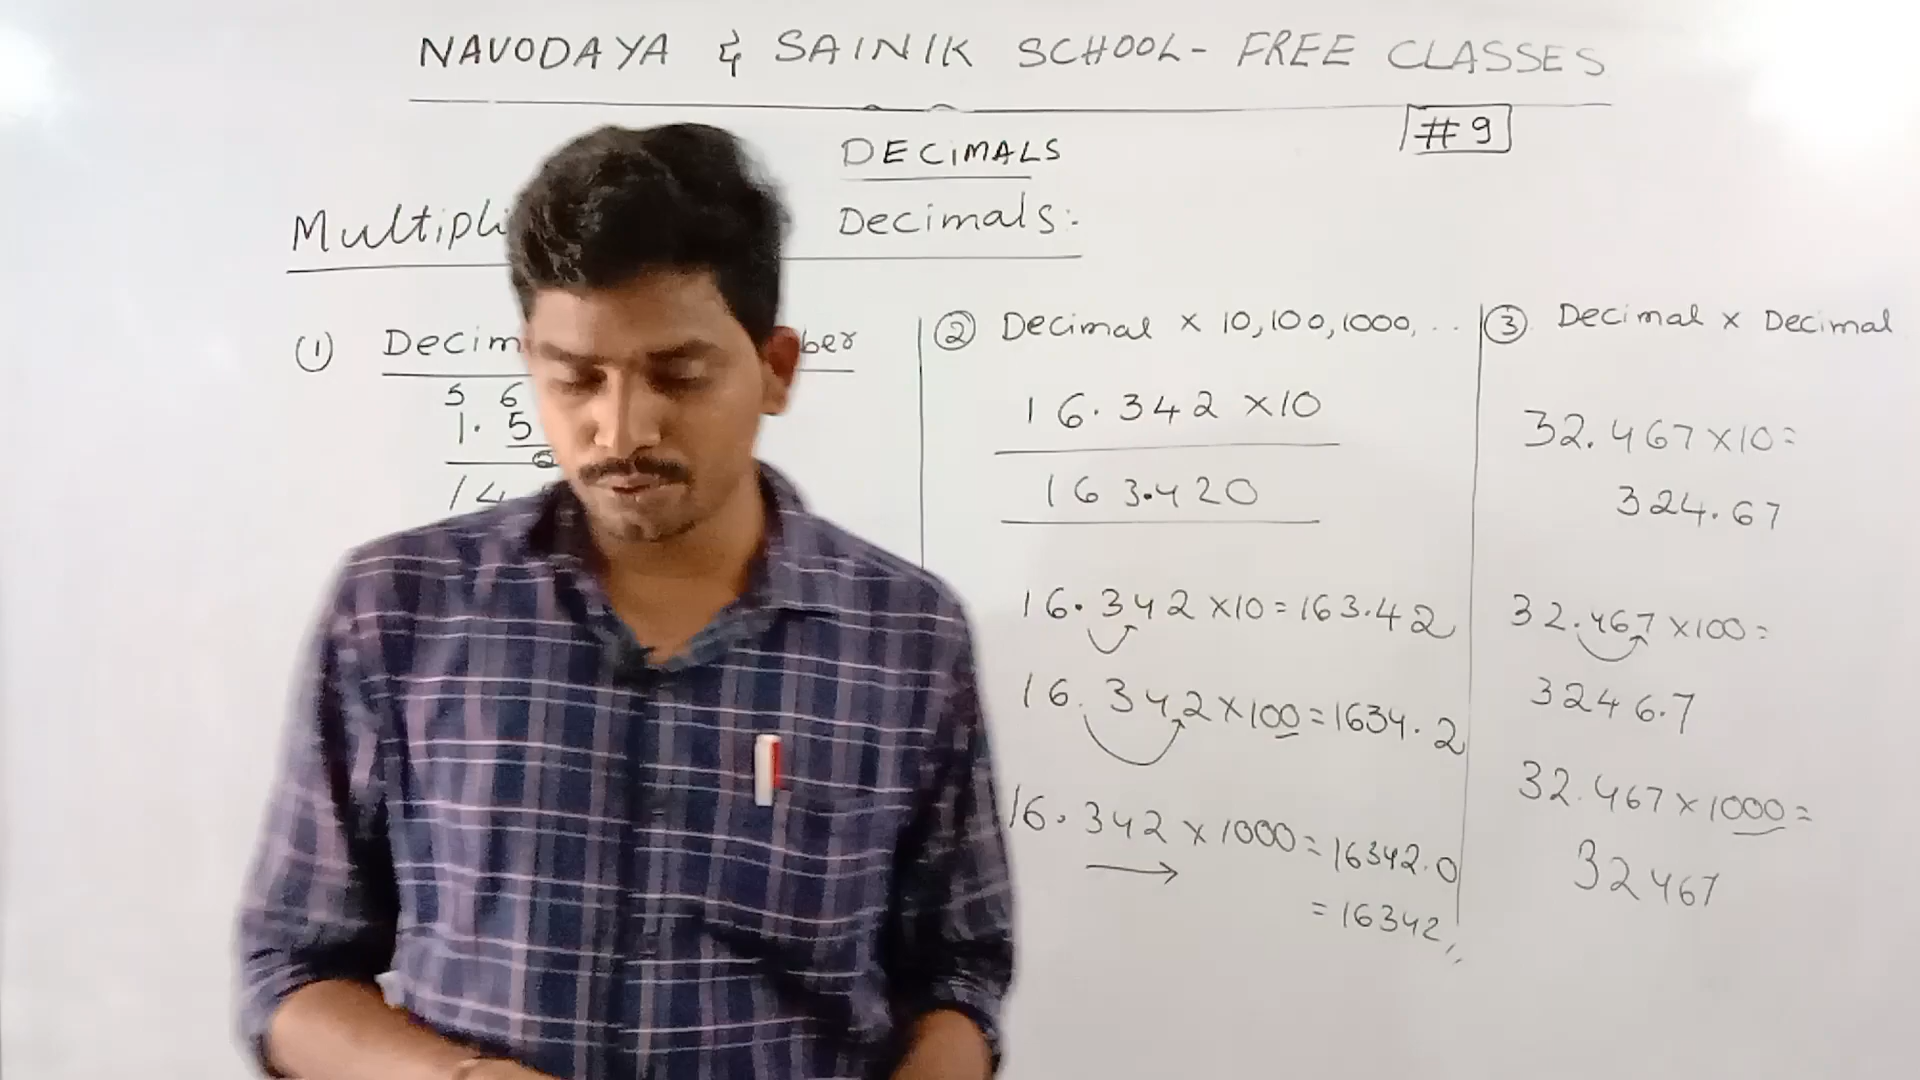 NAVODAYA & SAINIK SCHOOL - FREE CLASSES
#9
DECIMALS
Decimals:-
①
5 6
1. 5
14
② Decimal × 10,100,1000, ..
16.342 ×10
163.420
16.342 ×10 = 163.42
16.342×100 = 1634.2
16.342 × 1000 = 16342.0
= 16342,,
③ Decimal × Decimal
32.467×10=
324.67
32.467×100=
3246.7
32.467×1000=
32467